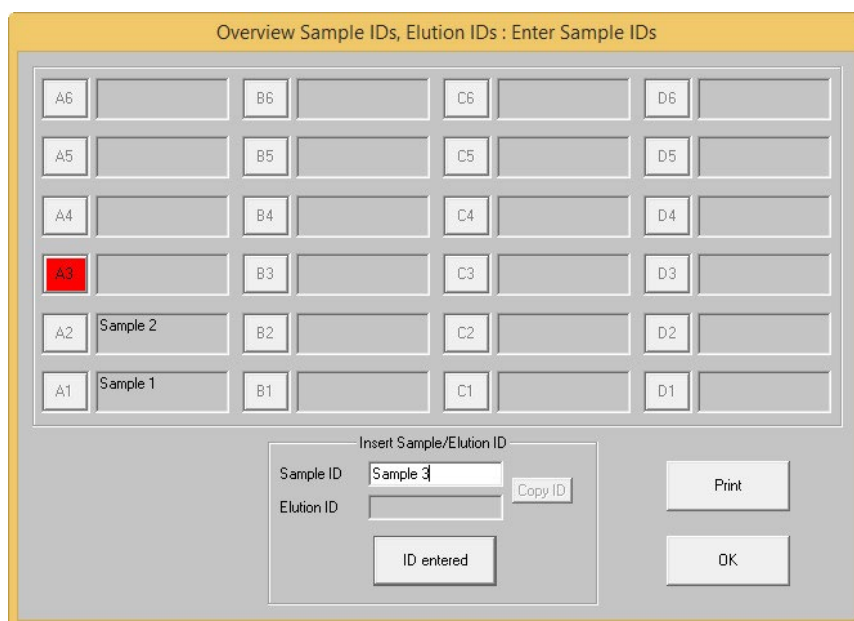 Overview Sample IDs, Elution IDs : Enter Sample IDs
A6 B6 C6 D6
A5 B5 C5 D5
A4 B4 C4 D4
A3 B3 C3 D3
A2 Sample 2 B2 C2 D2
A1 Sample 1 B1 C1 D1
Insert Sample/Elution ID
Sample ID Sample 3 Copy ID
Elution ID
ID entered
Print
OK